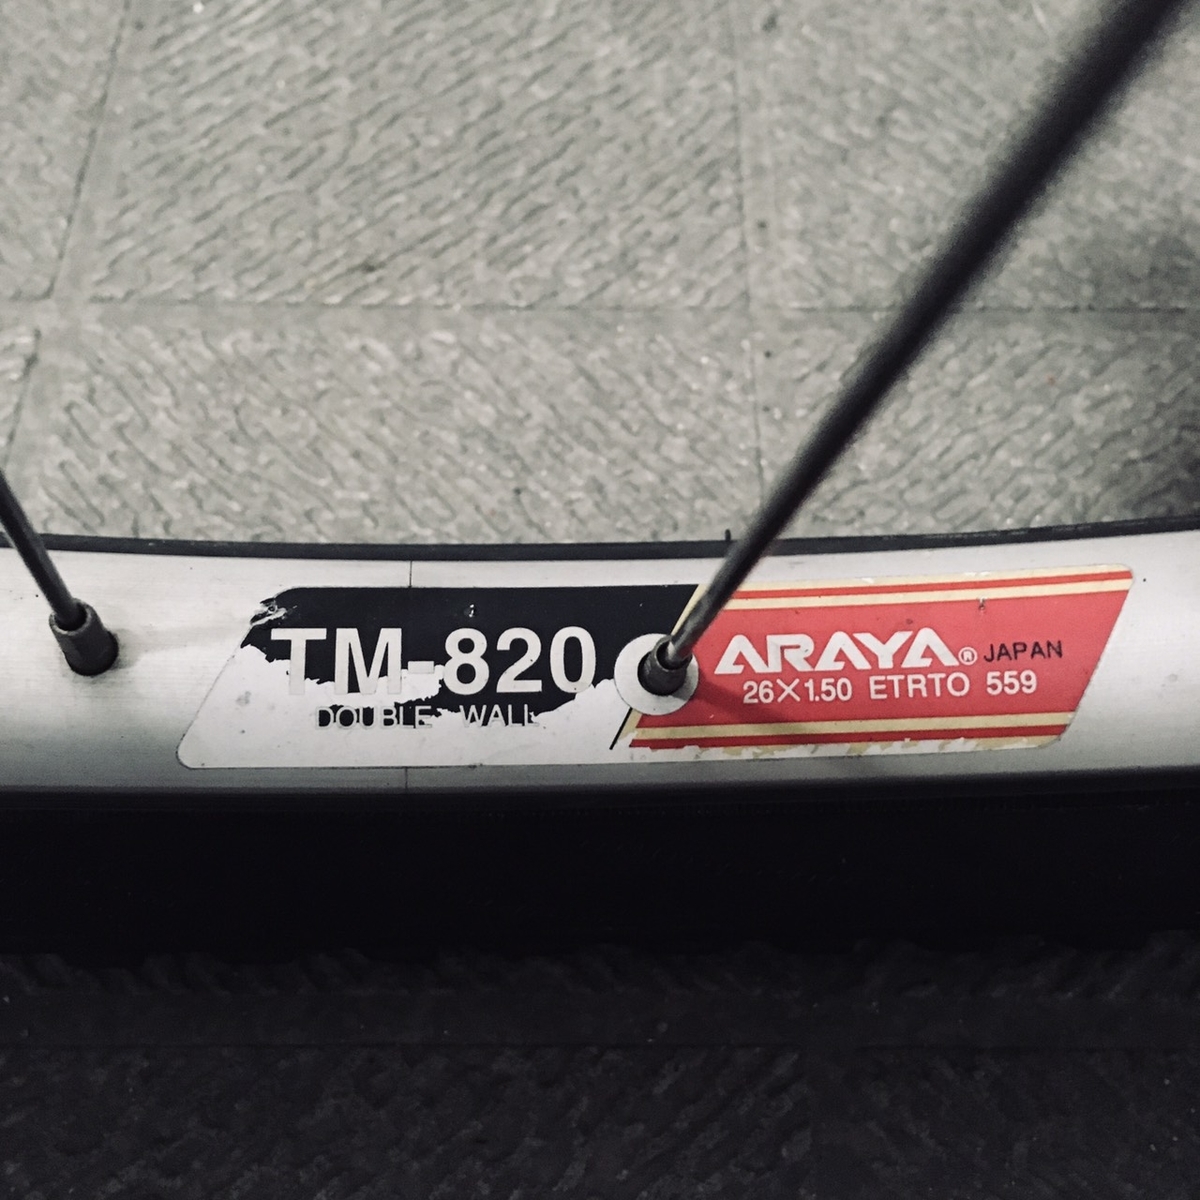 TM-820
DOUBLE WALL
ARAYA® JAPAN
26×1.50 ETRTO 559